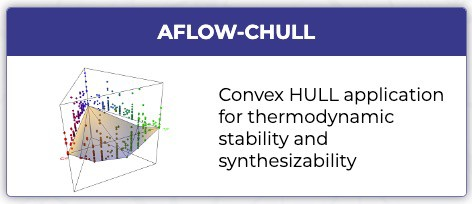 AFLOW-CHULL
Convex HULL application
for thermodynamic
stability and
synthesizability